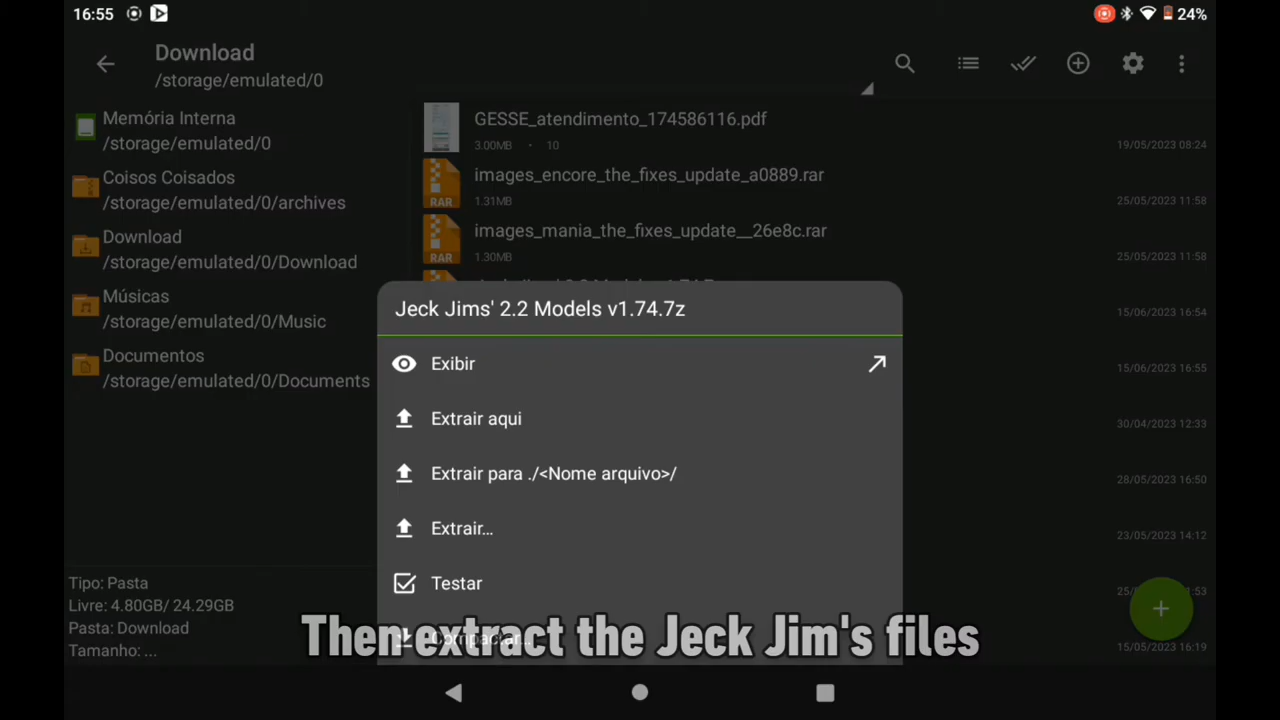 16:55
24%
Download
/storage/emulated/0
Memória Interna
/storage/emulated/0
Coisos Coisados
/storage/emulated/0/archives
Download
/storage/emulated/0/Download
Músicas
/storage/emulated/0/Music
Documentos
/storage/emulated/0/Documents
Tipo: Pasta
Livre: 4.80GB/ 24.29GB
Pasta: Download
Tamanho: ...
GESSE_atendimento_174586116.pdf
3.00MB · 10
19/05/2023 08:24
RAR
images_encore_the_fixes_update_a0889.rar
1.31MB
25/05/2023 11:58
RAR
images_mania_the_fixes_update__26e8c.rar
1.30MB
25/05/2023 11:58
15/06/2023 16:54
15/06/2023 16:55
30/04/2023 12:33
28/05/2023 16:50
23/05/2023 14:12
15/05/2023 16:19
Jeck Jims' 2.2 Models v1.74.7z
Exibir
Extrair aqui
Extrair para ./<Nome arquivo>/
Extrair...
Testar
Compactar...
Then extract the Jeck Jim's files